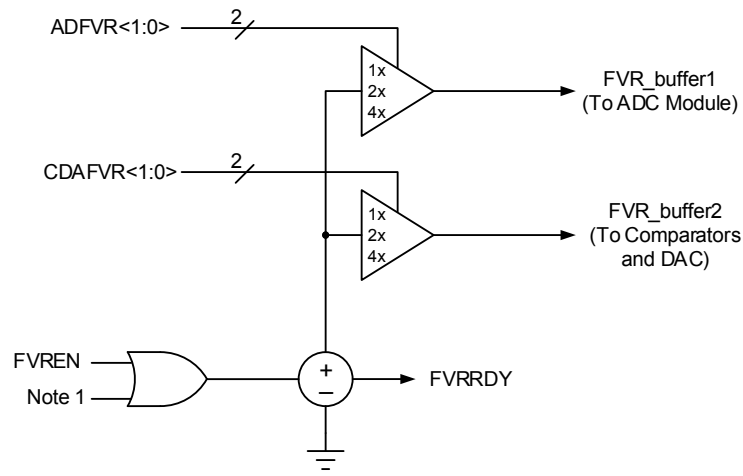 ADFVR<1:0>
2
1x
2x
4x
FVR_buffer1
(To ADC Module)
CDAFVR<1:0>
2
1x
2x
4x
FVR_buffer2
(To Comparators
and DAC)
FVREN
Note 1
+
−
FVRRDY